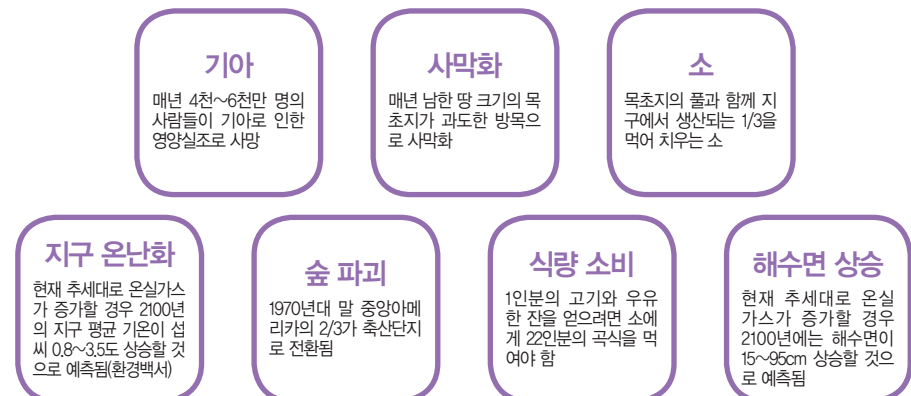 기아
매년 4천~6천만 명의
사람들이 기아로 인한
영양실조로 사망
사막화
매년 남한 땅 크기의 목
초지가 과도한 방목으
로 사막화
소
목초지의 풀과 함께 지
구에서 생산되는 1/3을
먹어 치우는 소
지구 온난화
현재 추세대로 온실가스
가 증가할 경우 2100년
의 지구 평균 기온이 섭
씨 0.8~3.5도 상승할 것
으로 예측됨(환경백서)
숲 파괴
1970년대 말 중앙아메
리카의 2/3가 축산단지
로 전환됨
식량 소비
1인분의 고기와 우유
한 잔을 얻으려면 소에
게 22인분의 곡식을 먹
여야 함
해수면 상승
현재 추세대로 온실
가스가 증가할 경우
2100년에는 해수면이
15~95cm 상승할 것으
로 예측됨